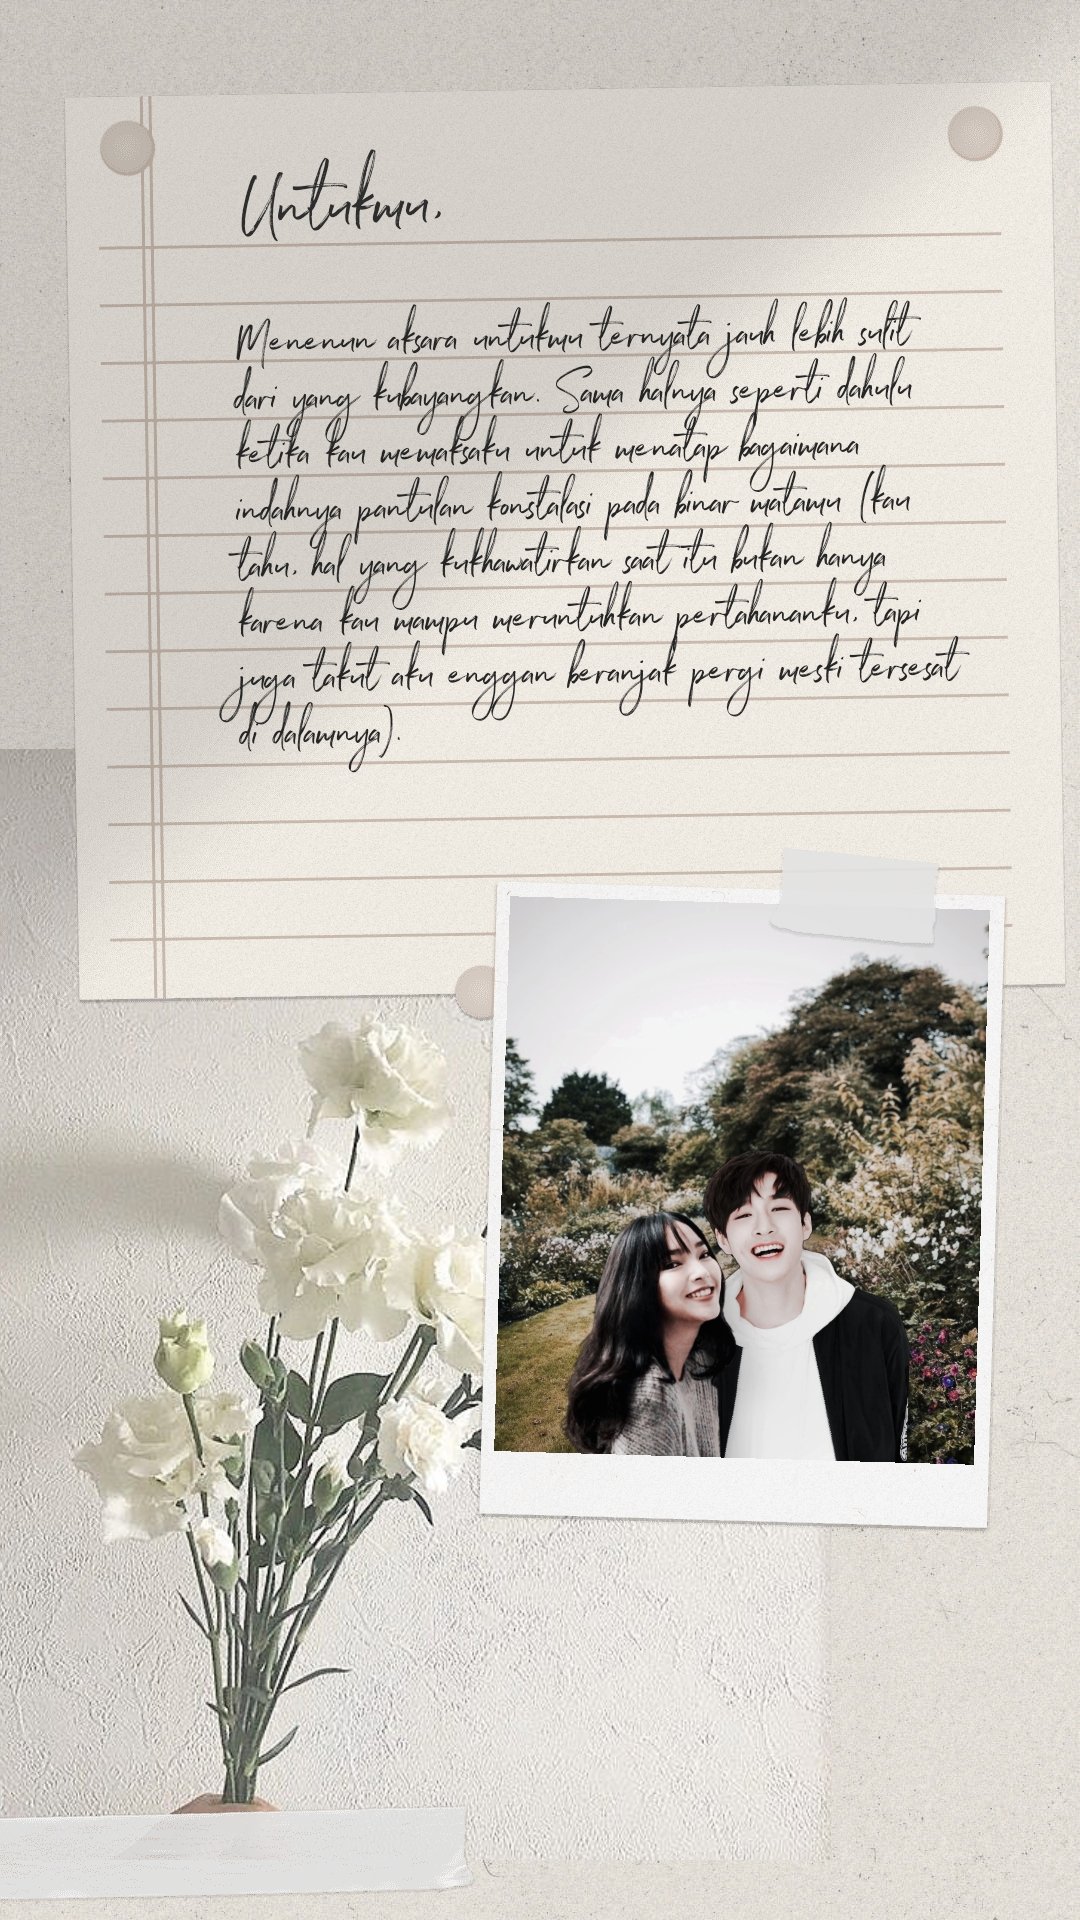 Untukmu,
Menenun aksara untukmu ternyata jauh lebih sulit
dari yang kubayangkan. Sama halnya seperti dahulu
ketika kau memaksaku untuk menatap bagaimana
indahnya pantulan konstalasi pada binar matamu (kau
tahu, hal yang kukhawatirkan saat itu bukan hanya
karena kau mampu meruntuhkan pertahananku, tapi
juga takut aku enggan beranjak pergi meski tersesat
di dalamnya).